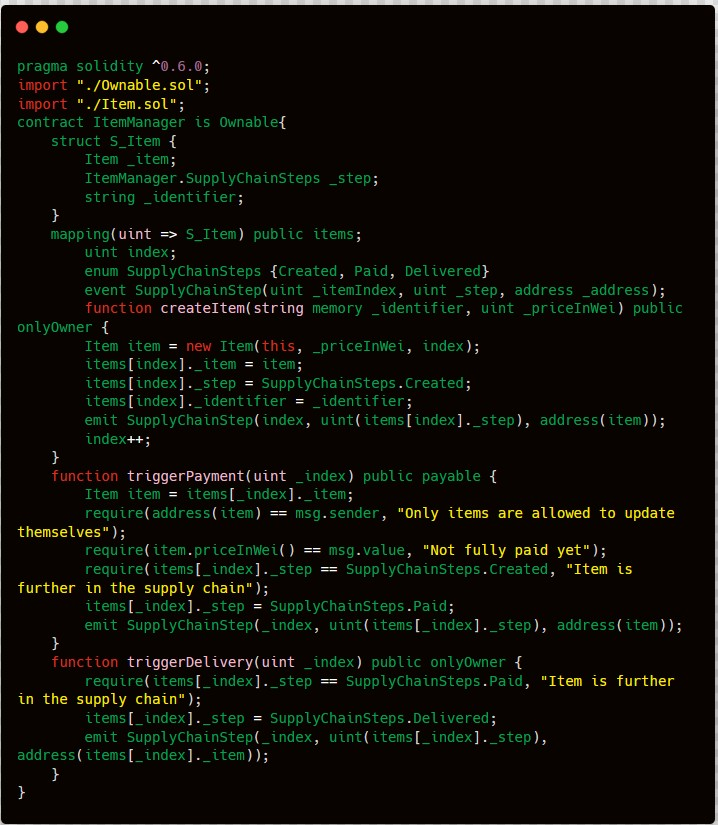 pragma solidity ^0.6.0;
import "./Ownable.sol";
import "./Item.sol";
contract ItemManager is Ownable{
    struct S_Item {
        Item _item;
        ItemManager.SupplyChainSteps _step;
        string _identifier;
    }
    mapping(uint => S_Item) public items;
        uint index;
        enum SupplyChainSteps {Created, Paid, Delivered}
        event SupplyChainStep(uint _itemIndex, uint _step, address _address);
        function createItem(string memory _identifier, uint _priceInWei) public
onlyOwner {
        Item item = new Item(this, _priceInWei, index);
        items[index]._item = item;
        items[index]._step = SupplyChainSteps.Created;
        items[index]._identifier = _identifier;
        emit SupplyChainStep(index, uint(items[index]._step), address(item));
        index++;
    }
    function triggerPayment(uint _index) public payable {
        Item item = items[_index]._item;
        require(address(item) == msg.sender, "Only items are allowed to update
themselves");
        require(item.priceInWei() == msg.value, "Not fully paid yet");
        require(items[_index]._step == SupplyChainSteps.Created, "Item is
further in the supply chain");
        items[_index]._step = SupplyChainSteps.Paid;
        emit SupplyChainStep(_index, uint(items[_index]._step), address(item));
    }
    function triggerDelivery(uint _index) public onlyOwner {
        require(items[_index]._step == SupplyChainSteps.Paid, "Item is further
in the supply chain");
        items[_index]._step = SupplyChainSteps.Delivered;
        emit SupplyChainStep(_index, uint(items[_index]._step),
address(items[_index]._item));
    }
}